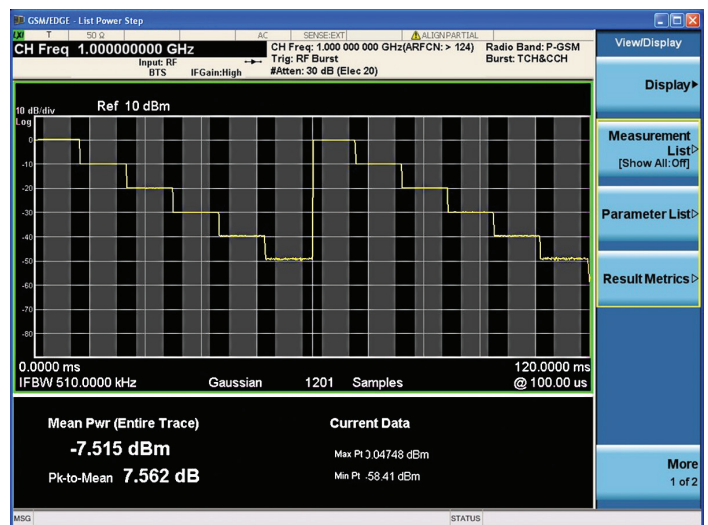 GSM/EDGE - List Power Step
LXI T 50 Ω AC SENSE:EXT ALIGN PARTIAL
CH Freq 1.000000000 GHz
Input: RF
BTS IFGain:High
CH Freq: 1.000 000 000 GHz(ARFCN: > 124)
Trig: RF Burst
#Atten: 30 dB (Elec 20)
Radio Band: P-GSM
Burst: TCH&CCH
10 dB/div Ref 10 dBm
Log
0
-10
-20
-30
-40
-50
-60
-70
-80
0.0000 ms 120.0000 ms
IFBW 510.0000 kHz Gaussian 1201 Samples @ 100.00 us
Mean Pwr (Entire Trace)
-7.515 dBm
Pk-to-Mean 7.562 dB
Current Data
Max Pt 0.04748 dBm
Min Pt -58.41 dBm
View/Display
Display
Measurement
List
[Show All:Off]
Parameter List
Result Metrics
More
1 of 2
MSG STATUS